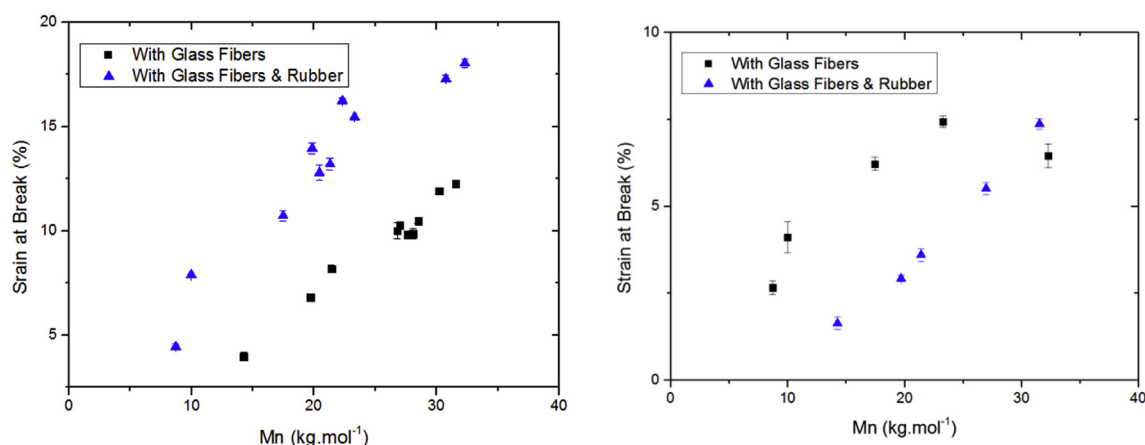 20
15
10
5
0
10
20
30
40
Srain at Break (%)
Mn (kg.mol⁻¹)
With Glass Fibers
With Glass Fibers & Rubber
10
5
0
0
10
20
30
40
Strain at Break (%)
Mn (kg.mol⁻¹)
With Glass Fibers
With Glass Fibers & Rubber